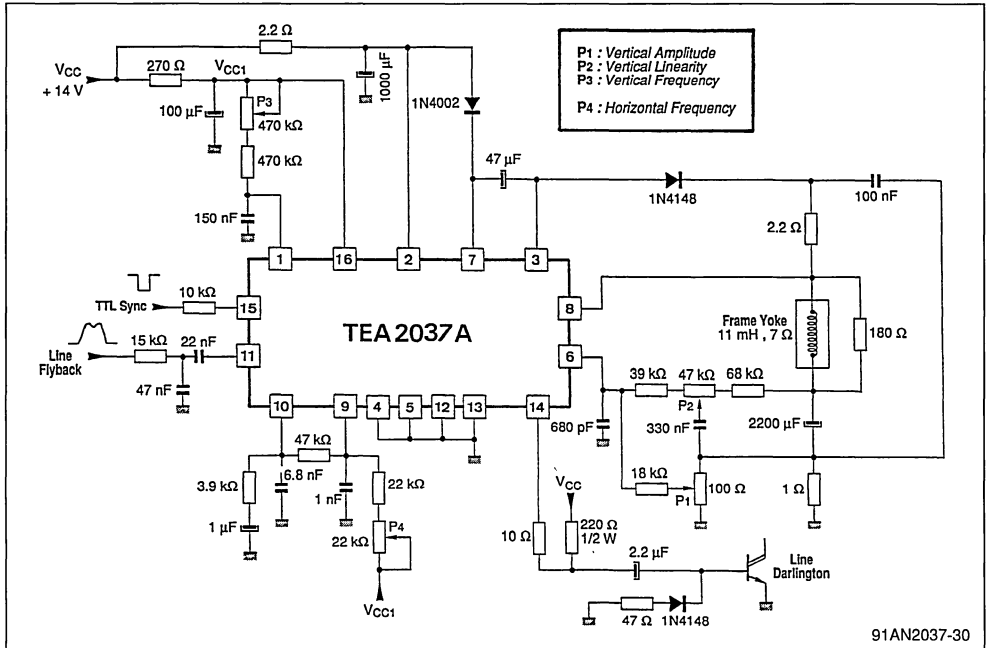 2.2 Ω
V_CC
+ 14 V
270 Ω
V_CC1
100 µF
P3
470 kΩ
470 kΩ
150 nF
1000 µF
1N4002
47 µF
P1 : Vertical Amplitude
P2 : Vertical Linearity
P3 : Vertical Frequency
P4 : Horizontal Frequency
1N4148
100 nF
2.2 Ω
1
16
2
7
3
TTL Sync
10 kΩ
15
TEA 2037A
8
Frame Yoke
11 mH , 7 Ω
180 Ω
Line
Flyback
15 kΩ
22 nF
11
47 nF
6
39 kΩ
47 kΩ
68 kΩ
P2
10
9
4
5
12
13
14
680 pF
330 nF
2200 µF
47 kΩ
3.9 kΩ
6.8 nF
1 nF
22 kΩ
1 µF
22 kΩ
P4
V_CC1
18 kΩ
P1
100 Ω
1 Ω
V_CC
10 Ω
220 Ω
1/2 W
2.2 µF
Line
Darlington
47 Ω
1N4148
91AN2037-30